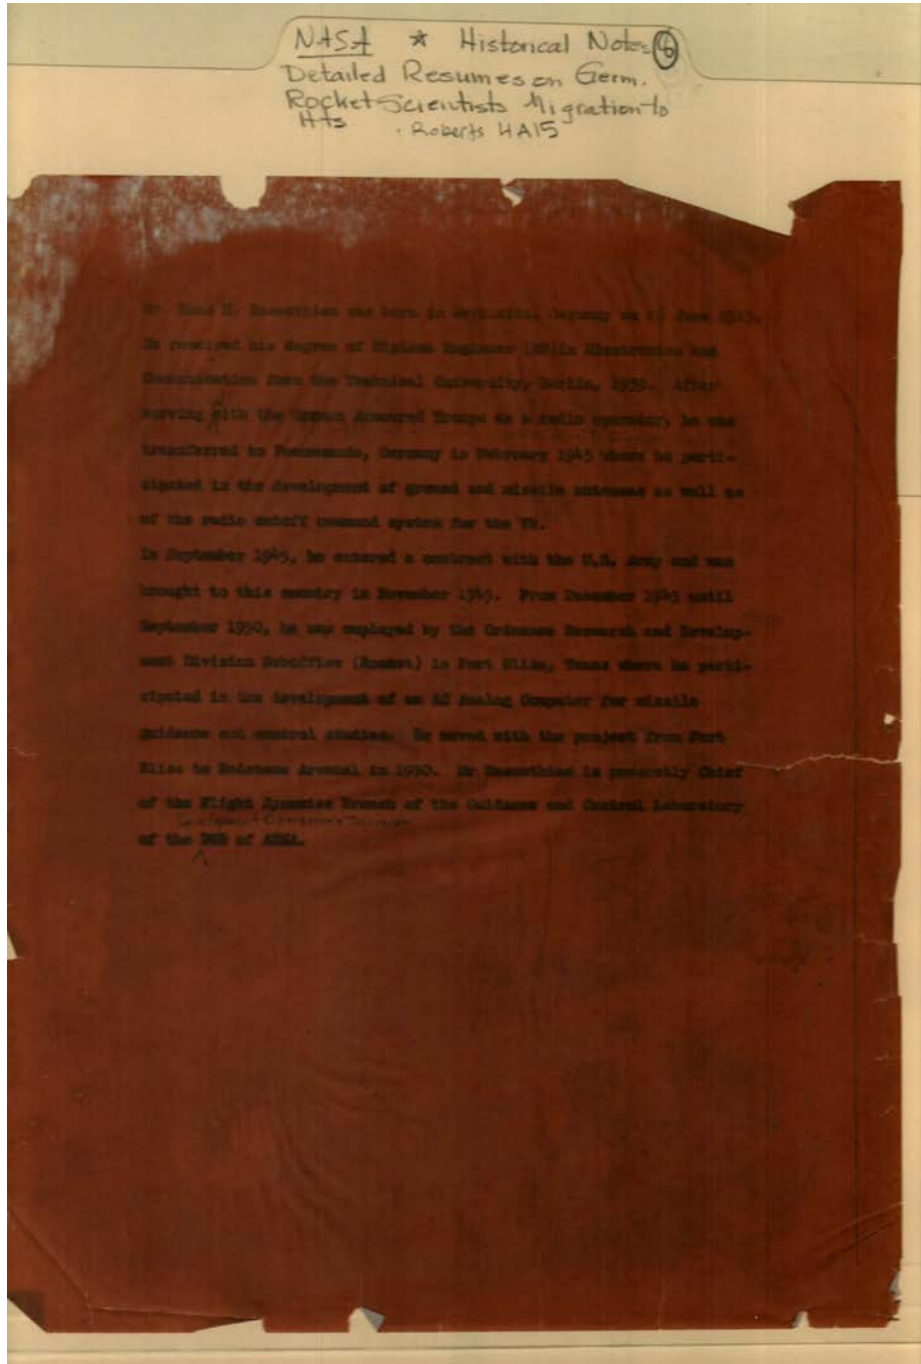 NASA * Historical Notes 6
Detailed Resumes on Germ.
Rocket Scientists Migration to
Hts. Roberts 4A15
Hans H. Hosenthien was born in Germany on June
He received his degree of Diplom Engineer in Electronics and
Communication from the Technical University, Berlin, 1939. After
serving with the German Armoured Troops as a radio operator, he was
transferred to Peenemunde, Germany in February 1945 where he parti-
cipated in the development of ground and missile antennas as well as
of the radio cutoff command system for the V2.
In September 1945, he entered a contract with the U.S. Army and was
brought to this country in November 1945. From December 1945 until
September 1950, he was employed by the Ordnance Research and Develop-
ment Division Suboffice (Rocket) in Fort Bliss, Texas where he parti-
cipated in the development of an AC Analog Computer for missile
Guidance and control studies. He moved with the project from Fort
Bliss to Redstone Arsenal in 1950. Mr Hosenthien is presently Chief
of the Flight Dynamics Branch of the Guidance and Control Laboratory
Development Operations Division
of the DOD of ABMA.